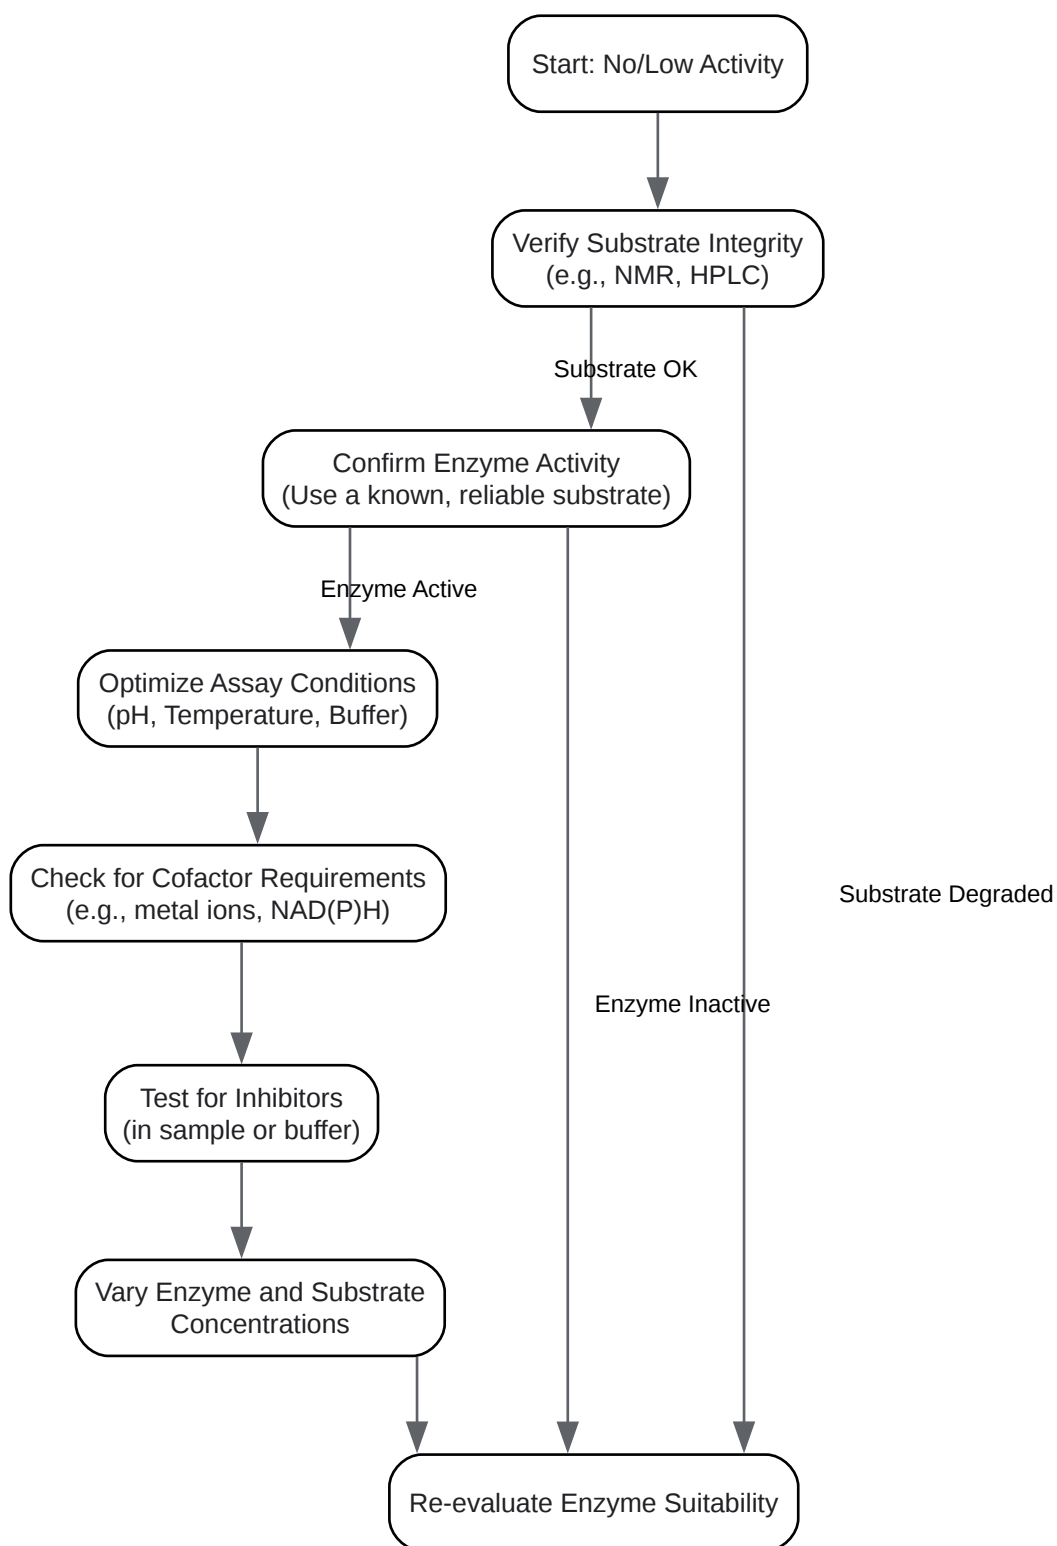 Start: No/Low Activity
Verify Substrate Integrity
(e.g., NMR, HPLC)
Substrate OK
Confirm Enzyme Activity
(Use a known, reliable substrate)
Enzyme Active
Optimize Assay Conditions
(pH, Temperature, Buffer)
Check for Cofactor Requirements
(e.g., metal ions, NAD(P)H)
Substrate Degraded
Enzyme Inactive
Test for Inhibitors
(in sample or buffer)
Vary Enzyme and Substrate
Concentrations
Re-evaluate Enzyme Suitability